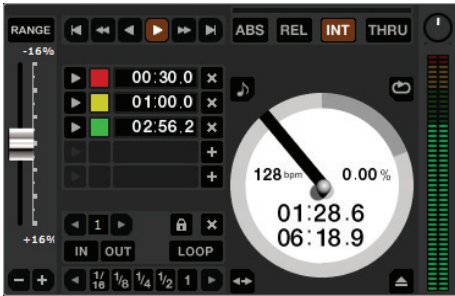 RANGE
ABS REL INT THRU
-16%
00:30.0
01:00.0
02:56.2
128 bpm 0.00 %
01:28.6
06:18.9
1
+16%
IN OUT LOOP
1/16 1/8 1/4 1/2 1